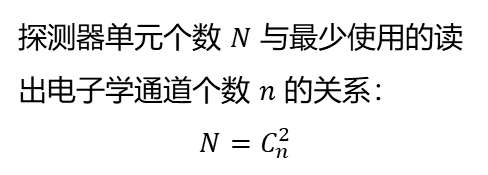 探测器单元个数 N 与最少使用的读
出电子学通道个数 n 的关系：
N = C_n^2